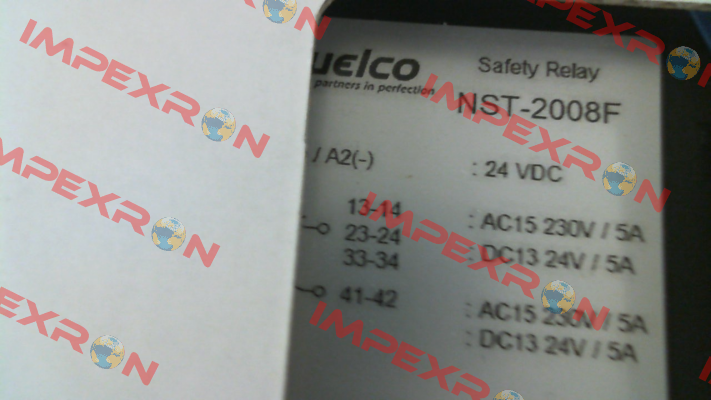 uelco Safety Relay
partners in perfection
NST-2008F
/ A2(-) : 24 VDC
13-14 : AC15 230V / 5A
23-24 : DC13 24V / 5A
33-34
41-42 : AC15 230V / 5A
: DC13 24V / 5A
IMPEXRON
IMPEXRON
IMPEXRON
IMPEXRON
IMPEXRON
IMPEXRON